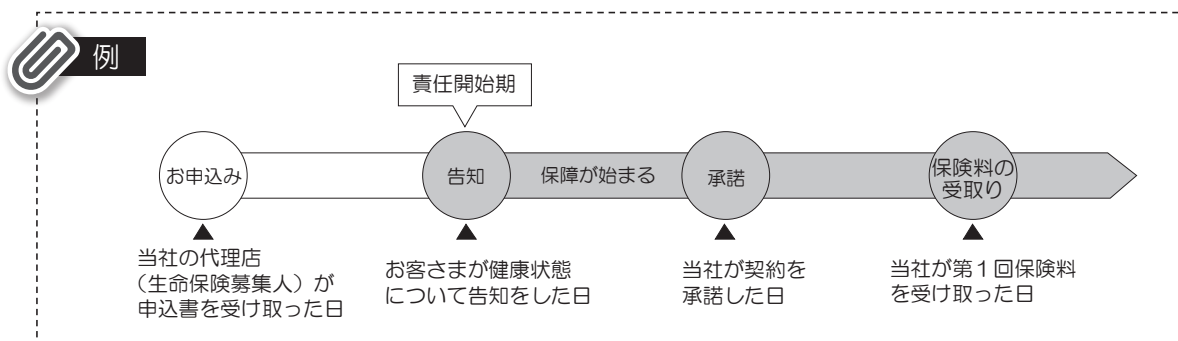 例
責任開始期
お申込み
告知
保障が始まる
承諾
保険料の
受取り
当社の代理店
（生命保険募集人）が
申込書を受け取った日
お客さまが健康状態
について告知をした日
当社が契約を
承諾した日
当社が第１回保険料
を受け取った日